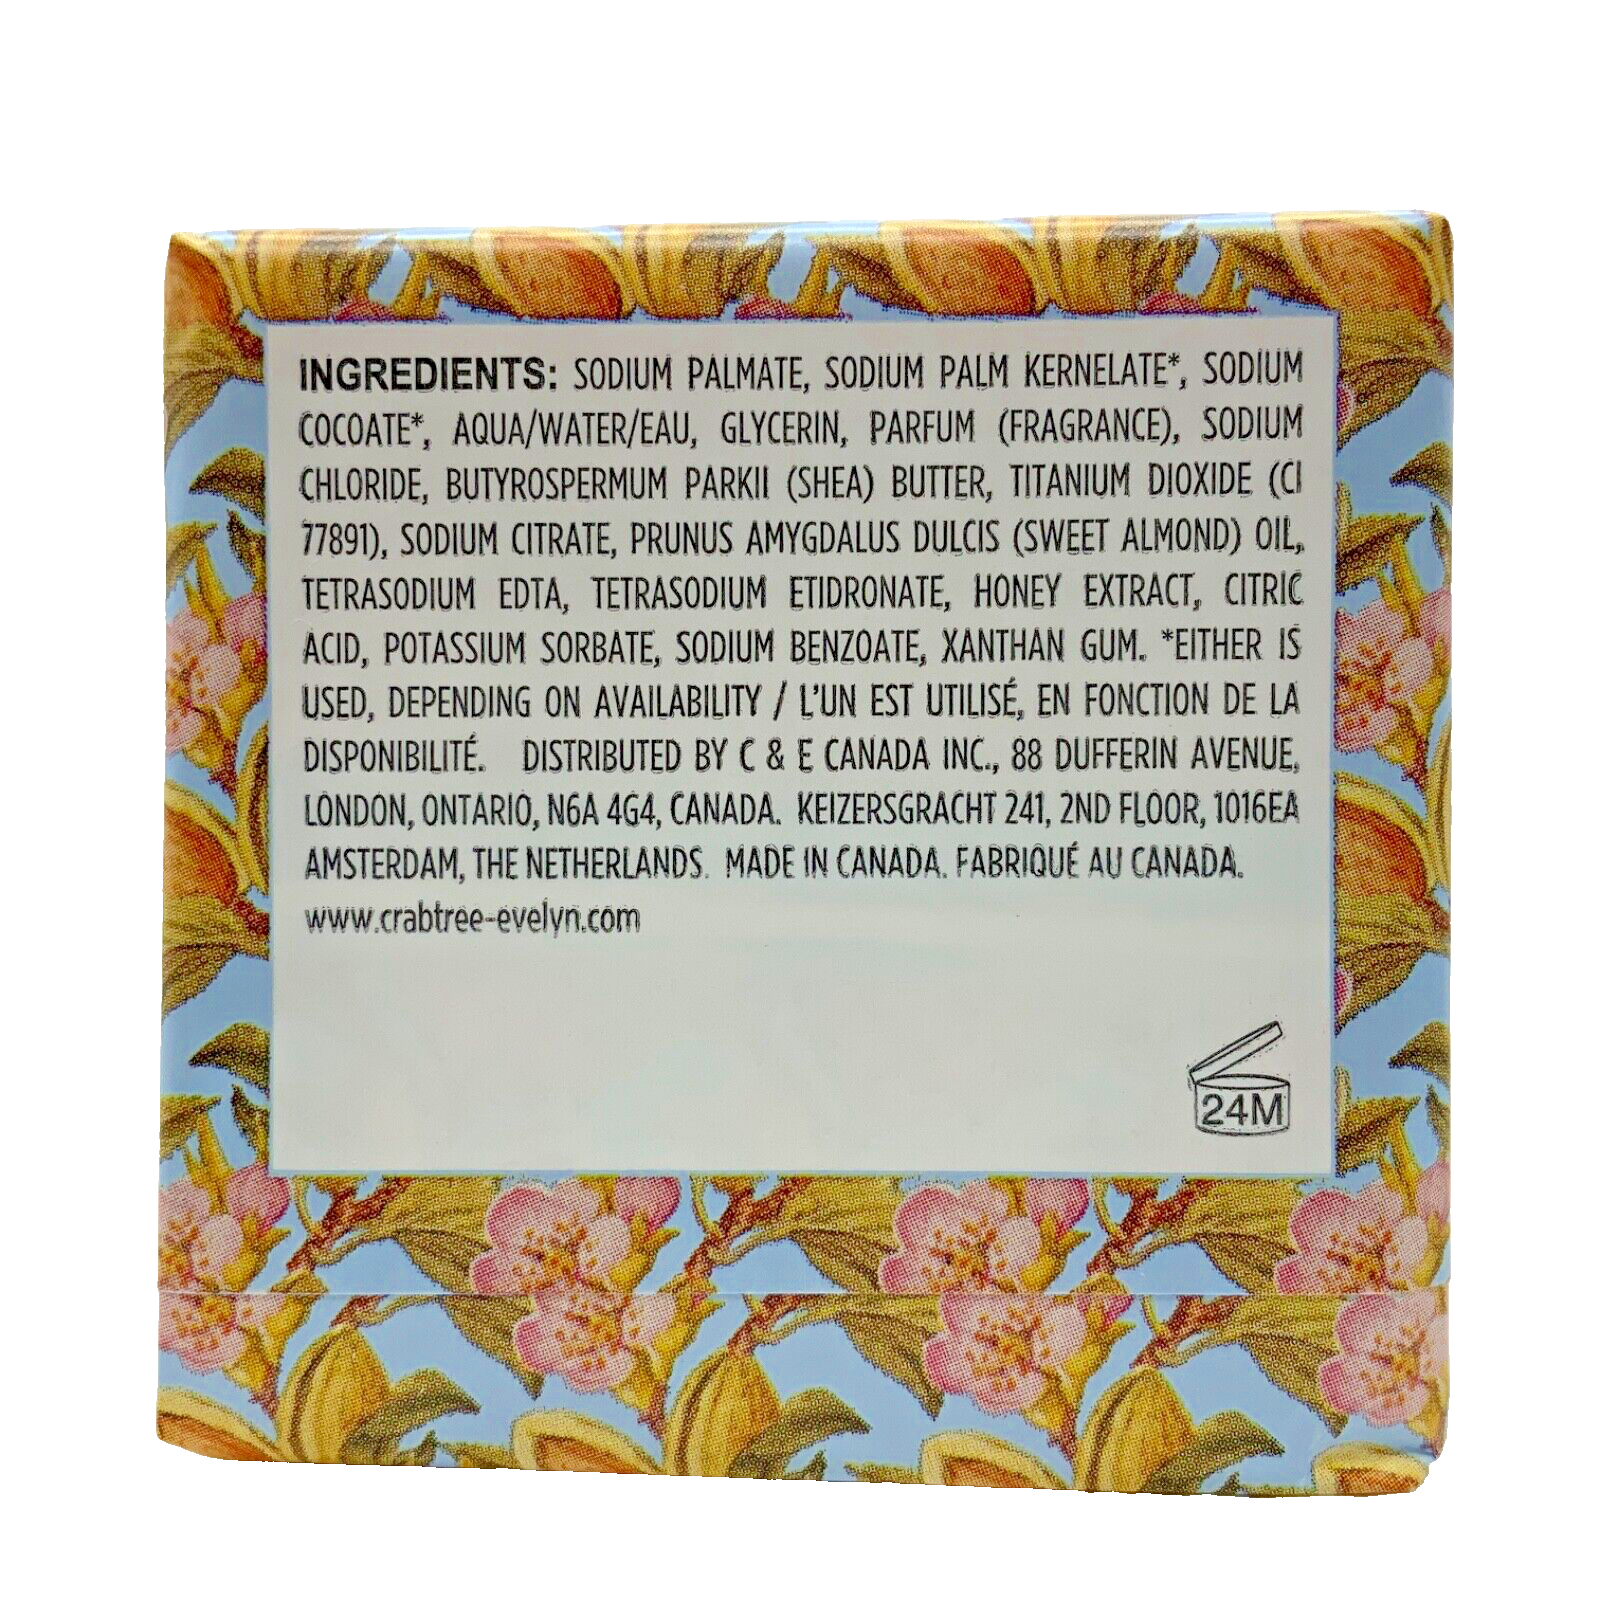 INGREDIENTS: SODIUM PALMATE, SODIUM PALM KERNELATE*, SODIUM
COCOATE*, AQUA/WATER/EAU, GLYCERIN, PARFUM (FRAGRANCE), SODIUM
CHLORIDE, BUTYROSPERMUM PARKII (SHEA) BUTTER, TITANIUM DIOXIDE (CI
77891), SODIUM CITRATE, PRUNUS AMYGDALUS DULCIS (SWEET ALMOND) OIL,
TETRASODIUM EDTA, TETRASODIUM ETIDRONATE, HONEY EXTRACT, CITRIC
ACID, POTASSIUM SORBATE, SODIUM BENZOATE, XANTHAN GUM. *EITHER IS
USED, DEPENDING ON AVAILABILITY / L'UN EST UTILISÉ, EN FONCTION DE LA
DISPONIBILITÉ. DISTRIBUTED BY C & E CANADA INC., 88 DUFFERIN AVENUE,
LONDON, ONTARIO, N6A 4G4, CANADA. KEIZERSGRACHT 241, 2ND FLOOR, 1016EA
AMSTERDAM, THE NETHERLANDS. MADE IN CANADA. FABRIQUÉ AU CANADA.
www.crabtree-evelyn.com
24M